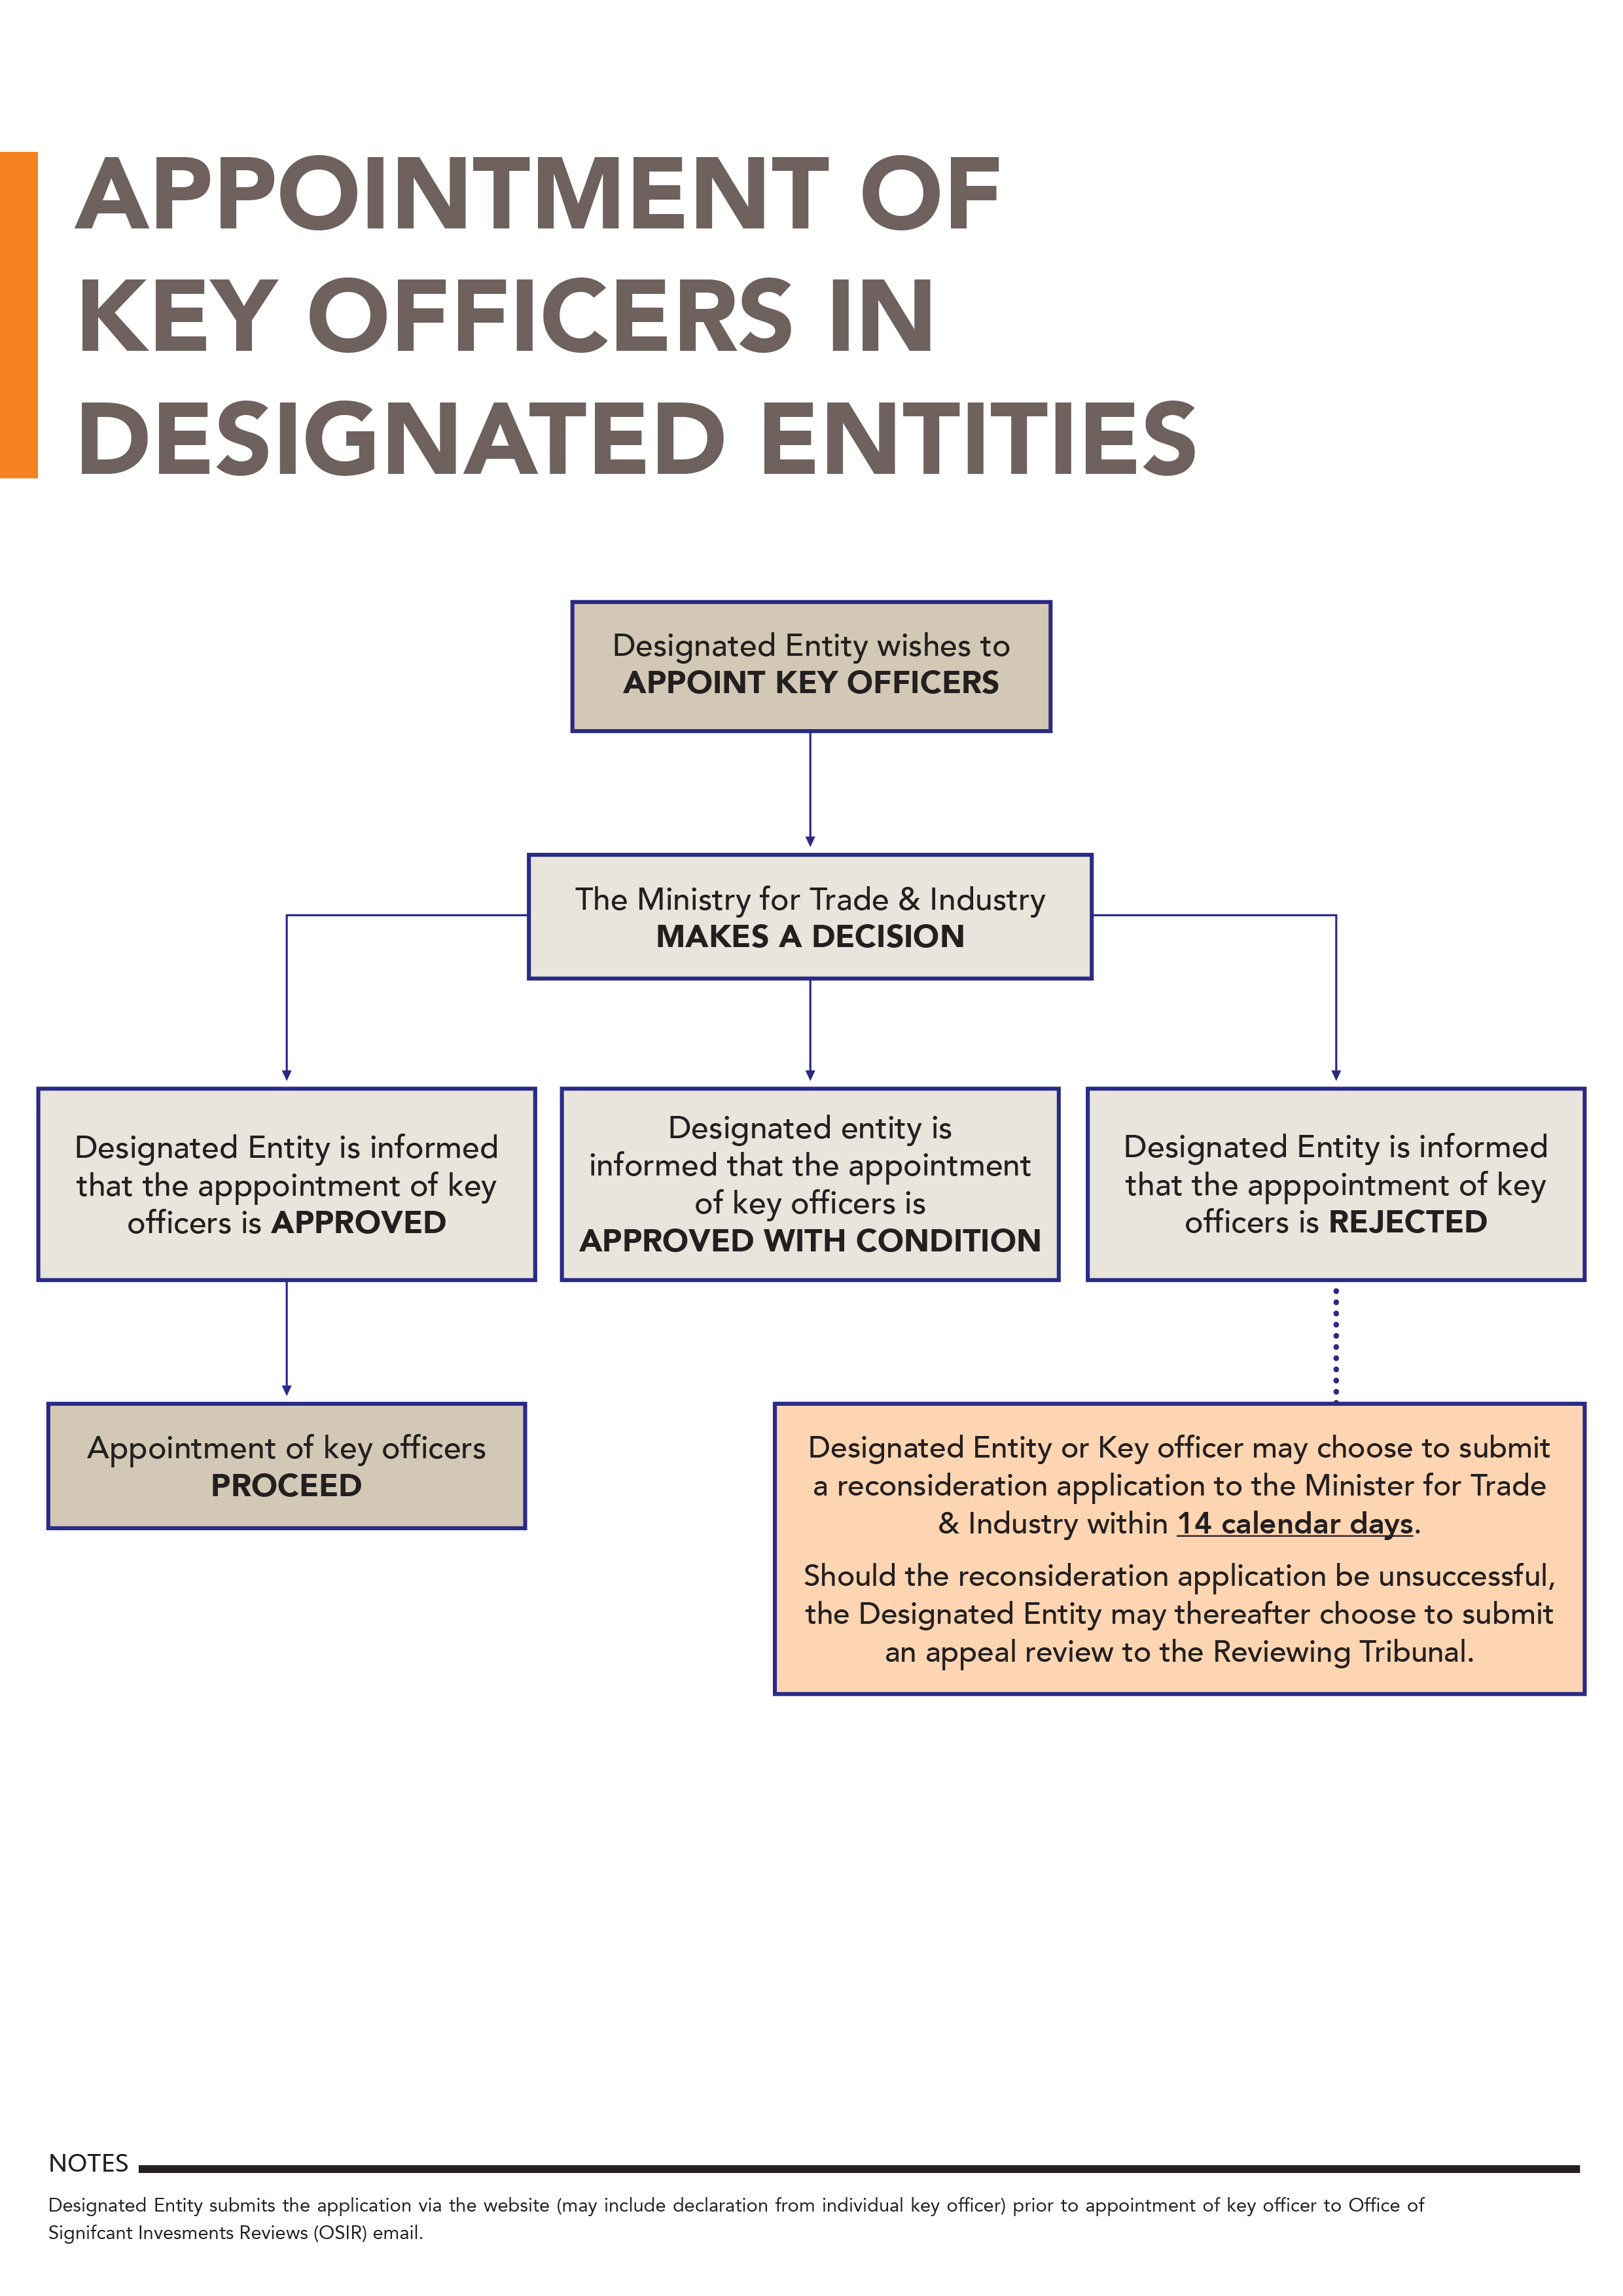 APPOINTMENT OF
KEY OFFICERS IN
DESIGNATED ENTITIES
Designated Entity wishes to
APPOINT KEY OFFICERS
The Ministry for Trade & Industry
MAKES A DECISION
Designated Entity is informed
that the apppointment of key
officers is APPROVED
Designated entity is
informed that the appointment
of key officers is
APPROVED WITH CONDITION
Designated Entity is informed
that the apppointment of key
officers is REJECTED
Appointment of key officers
PROCEED
Designated Entity or Key officer may choose to submit
a reconsideration application to the Minister for Trade
& Industry within 14 calendar days.
Should the reconsideration application be unsuccessful,
the Designated Entity may thereafter choose to submit
an appeal review to the Reviewing Tribunal.
NOTES
Designated Entity submits the application via the website (may include declaration from individual key officer) prior to appointment of key officer to Office of
Signifcant Invesments Reviews (OSIR) email.